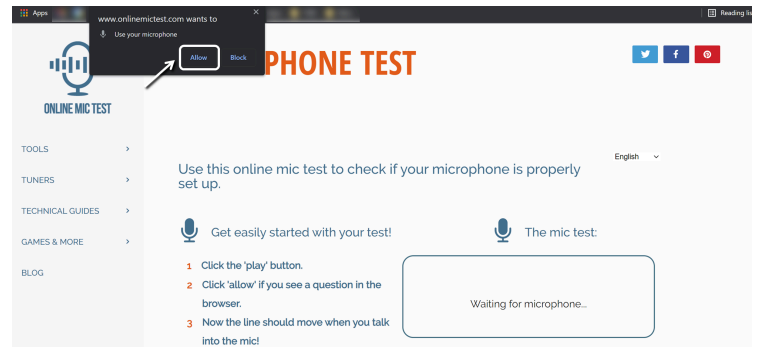 Apps
Reading lis
www.onlinemictest.com wants to
×
Use your microphone
Allow
Block
PHONE TEST
ONLINE MIC TEST
TOOLS
TUNERS
TECHNICAL GUIDES
GAMES & MORE
BLOG
English
Use this online mic test to check if your microphone is properly
set up.
Get easily started with your test!
1 Click the 'play' button.
2 Click 'allow' if you see a question in the
browser.
3 Now the line should move when you talk
into the mic!
The mic test:
Waiting for microphone...